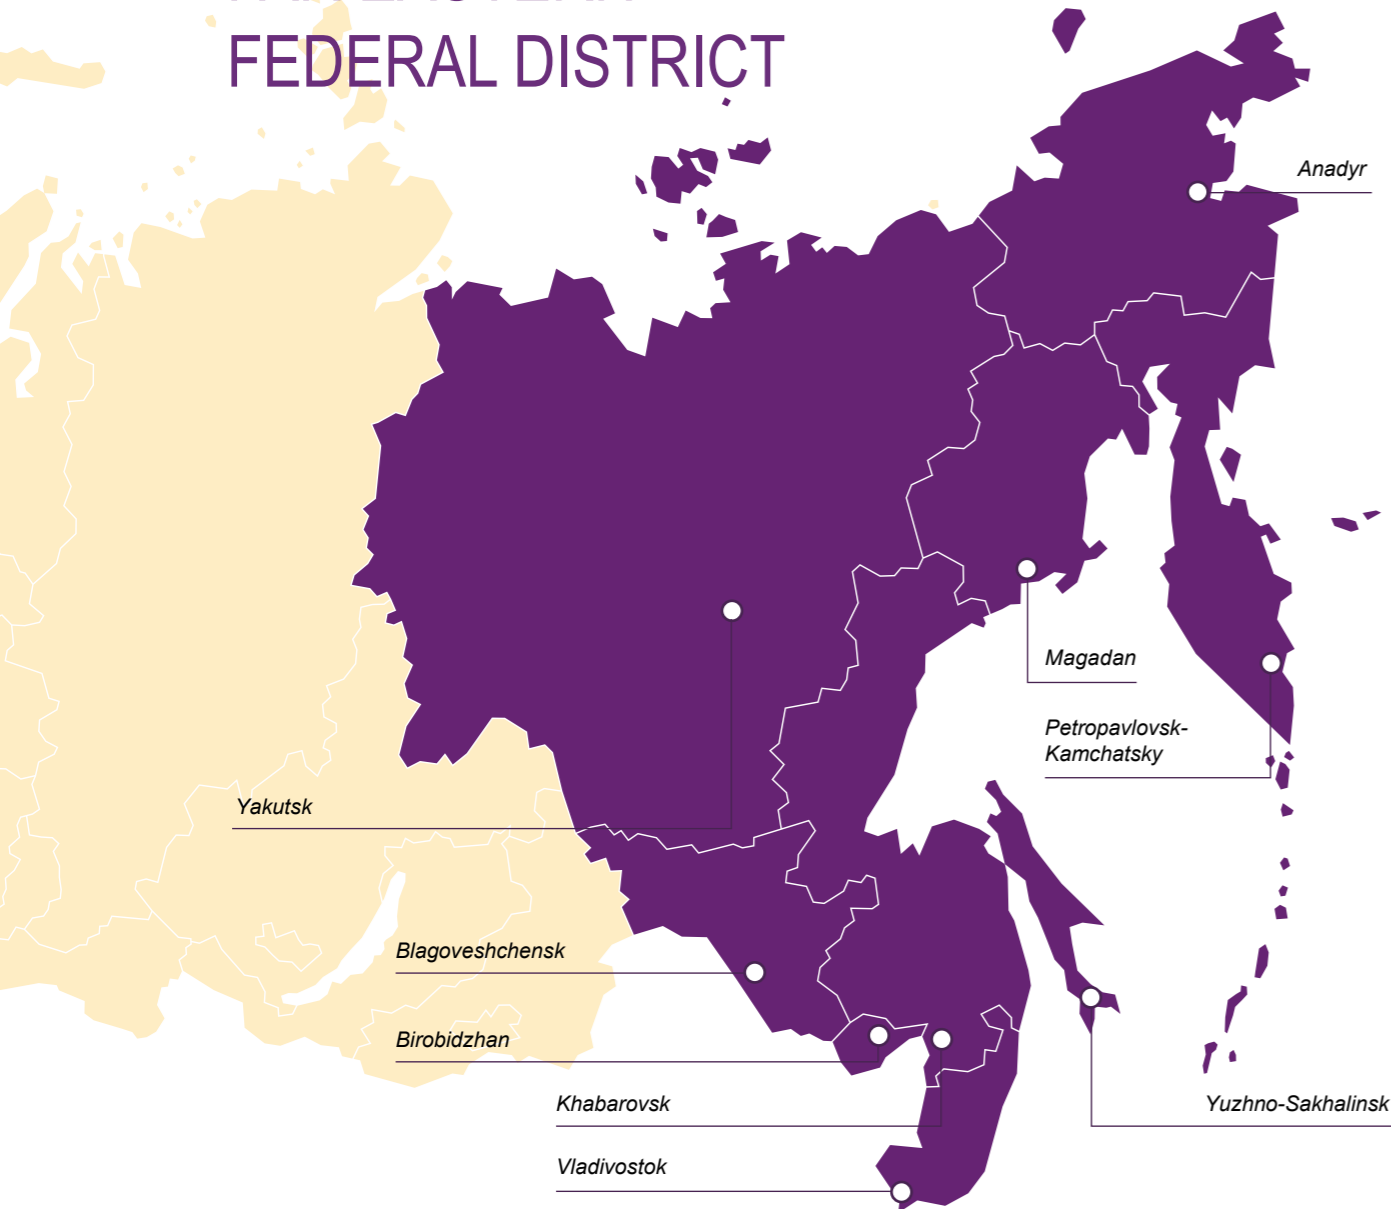 FEDERAL DISTRICT
Anadyr
Magadan
Petropavlovsk-
Kamchatsky
Yakutsk
Blagoveshchensk
Birobidzhan
Khabarovsk
Yuzhno-Sakhalinsk
Vladivostok